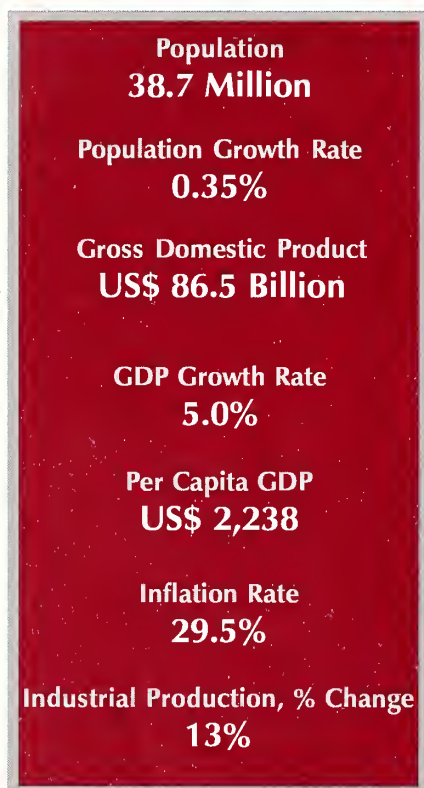 Population
38.7 Million
Population Growth Rate
0.35%
Gross Domestic Product
US$ 86.5 Billion
GDP Growth Rate
5.0%
Per Capita GDP
US$ 2,238
Inflation Rate
29.5%
Industrial Production, % Change
13%